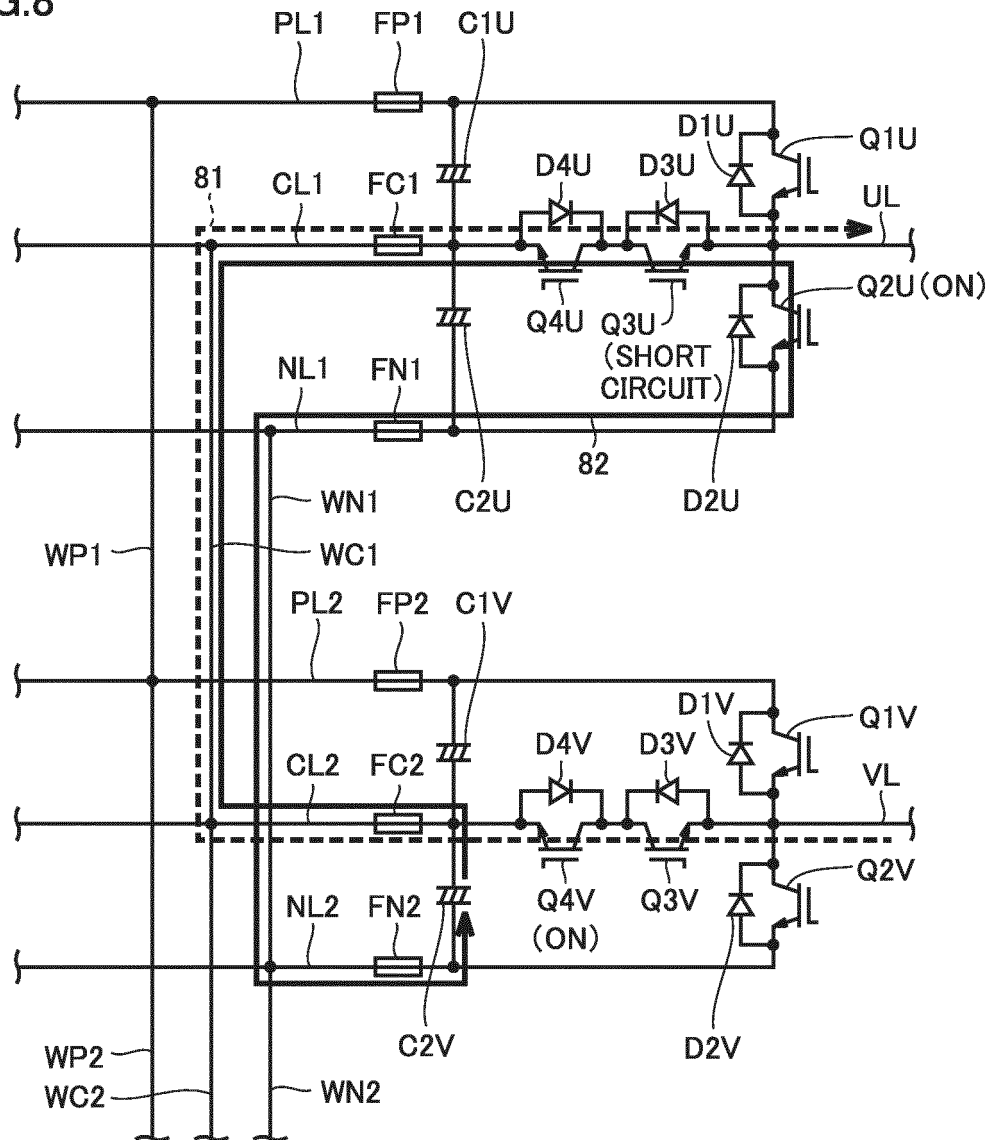 G.8
PL1 FP1 C1U
D1U Q1U
81 CL1 FC1 D4U D3U UL
Q2U(ON)
Q4U Q3U
(SHORT
CIRCUIT)
NL1 FN1
82
WN1 C2U D2U
WP1 WC1
PL2 FP2 C1V
D1V Q1V
CL2 FC2 D4V D3V VL
NL2 FN2 Q4V Q3V Q2V
(ON)
C2V D2V
WP2
WC2 WN2